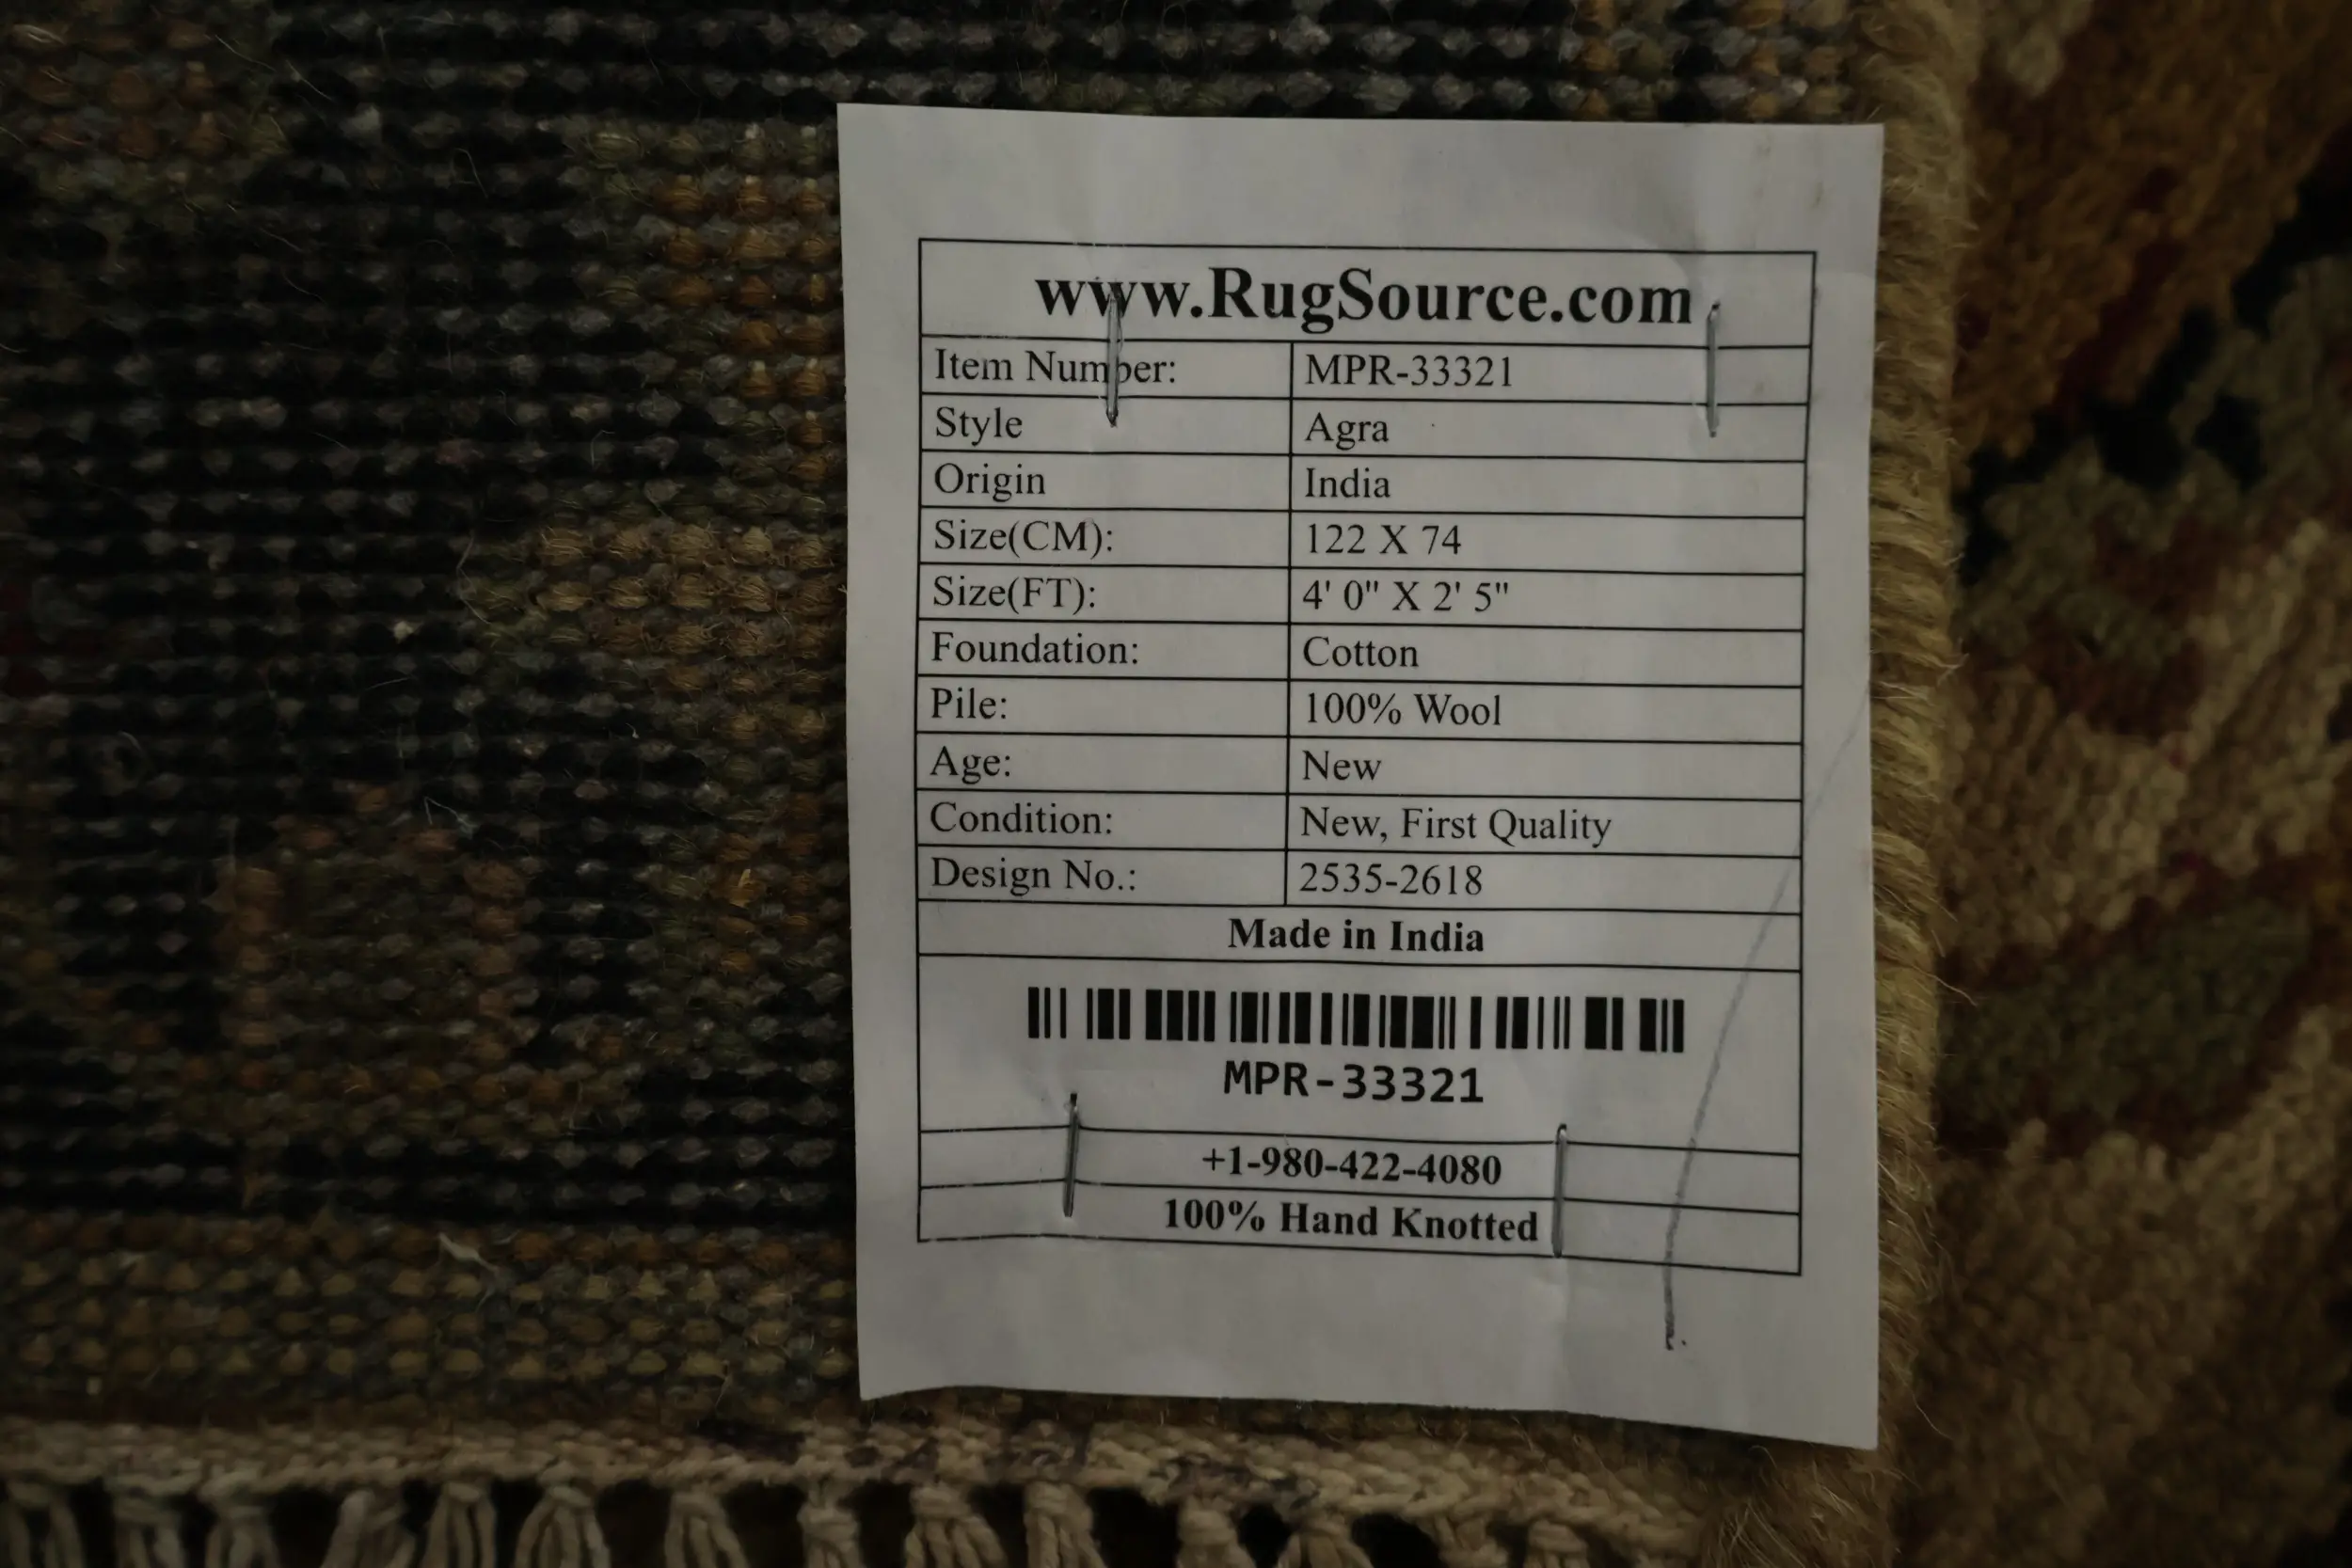 www.RugSource.com
Item Number: MPR-33321
Style Agra
Origin India
Size(CM): 122 X 74
Size(FT): 4' 0" X 2' 5"
Foundation: Cotton
Pile: 100% Wool
Age: New
Condition: New, First Quality
Design No.: 2535-2618
Made in India
MPR-33321
+1-980-422-4080
100% Hand Knotted